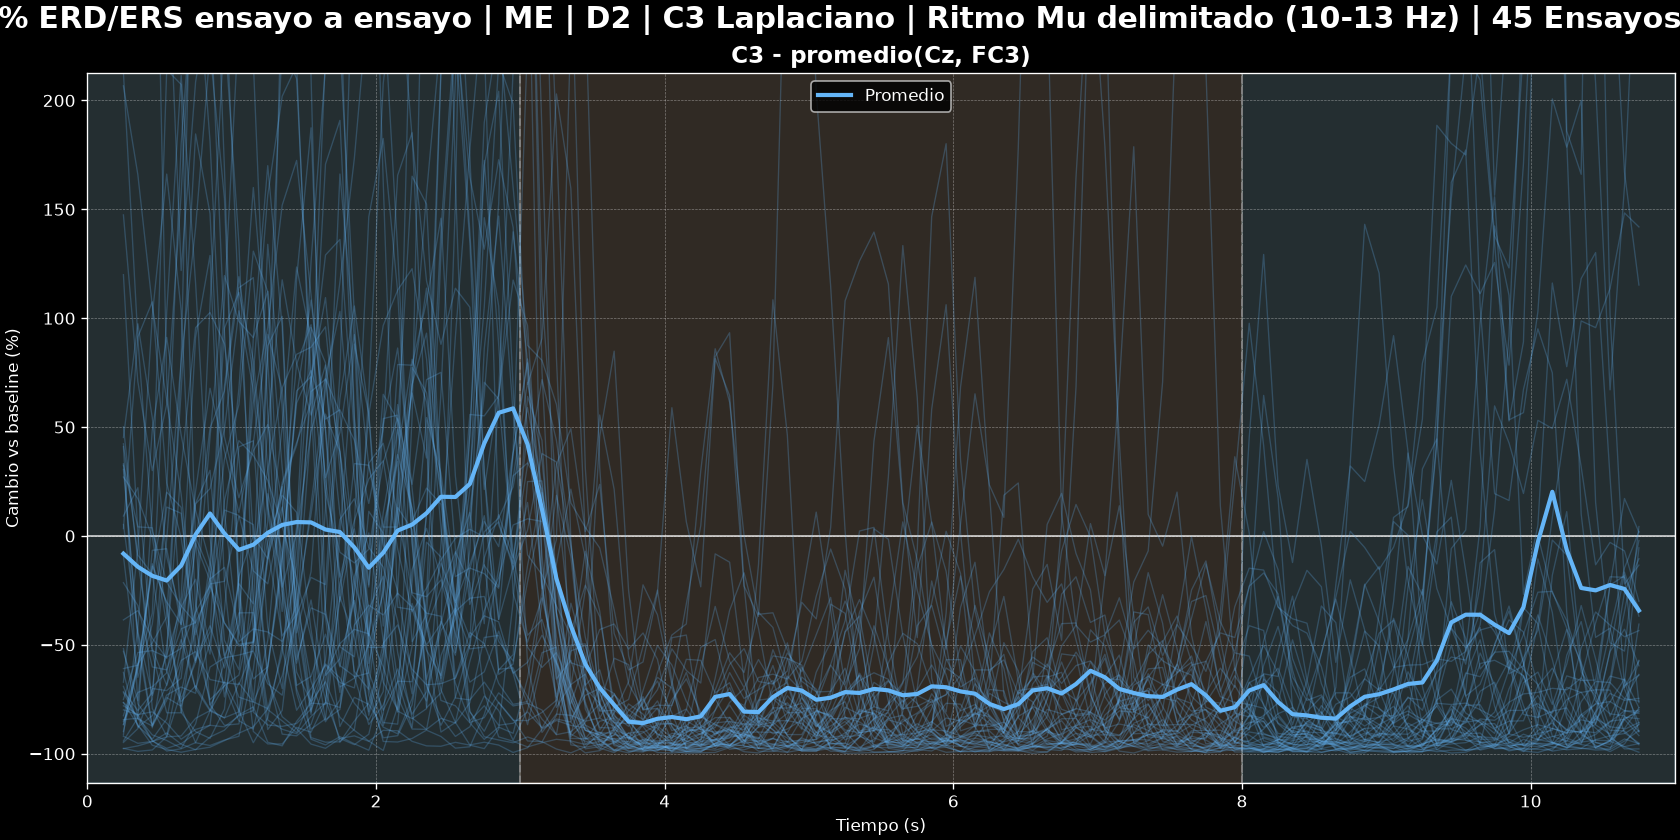 % ERD/ERS ensayo a ensayo | ME | D2 | C3 Laplaciano | Ritmo Mu delimitado (10-13 Hz) | 45 Ensayos
C3 - promedio(Cz, FC3)
Promedio
Cambio vs baseline (%)
200
150
100
50
0
−50
−100
0 2 4 6 8 10
Tiempo (s)